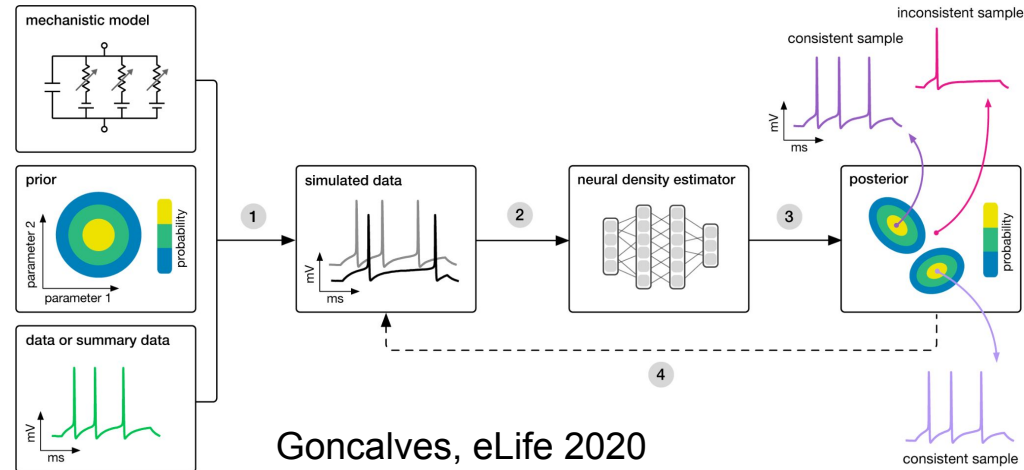 mechanistic model
prior
parameter 2
parameter 1
probability
data or summary data
mV
ms
1
simulated data
mV
ms
2
neural density estimator
3
posterior
probability
consistent sample
mV
ms
inconsistent sample
4
consistent sample
Goncalves, eLife 2020